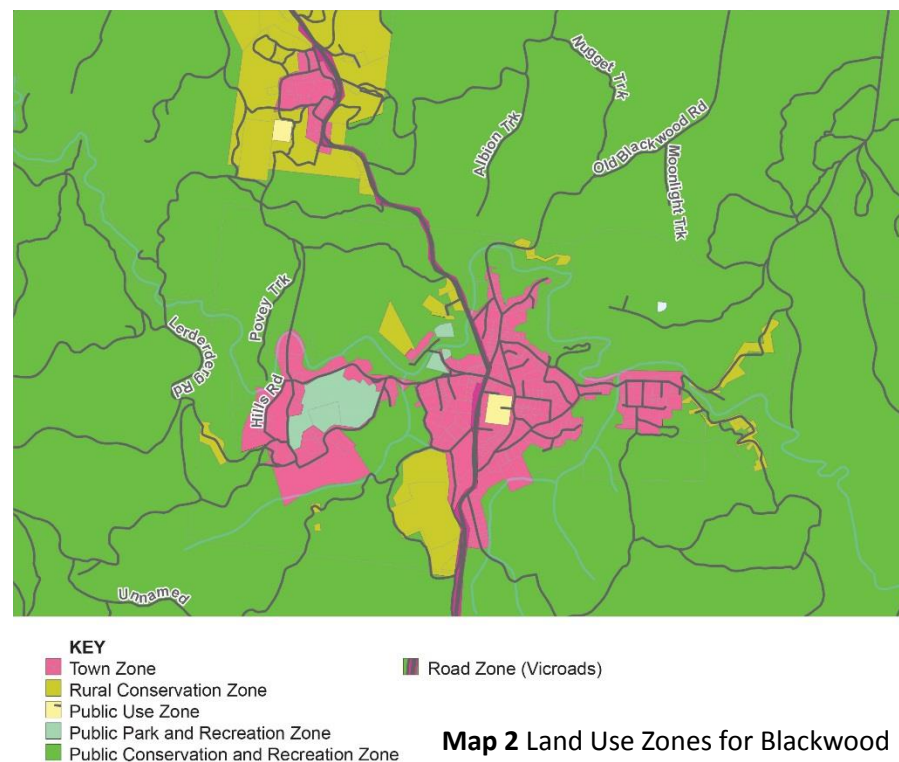 Nugget Trk
Albion Trk
Old Blackwood Rd
Moonlight Trk
Povey Trk
Lerderberg Rd
Hills Rd
Unnamed
KEY
Town Zone
Road Zone (Vicroads)
Rural Conservation Zone
Public Use Zone
Public Park and Recreation Zone
Public Conservation and Recreation Zone
Map 2 Land Use Zones for Blackwood